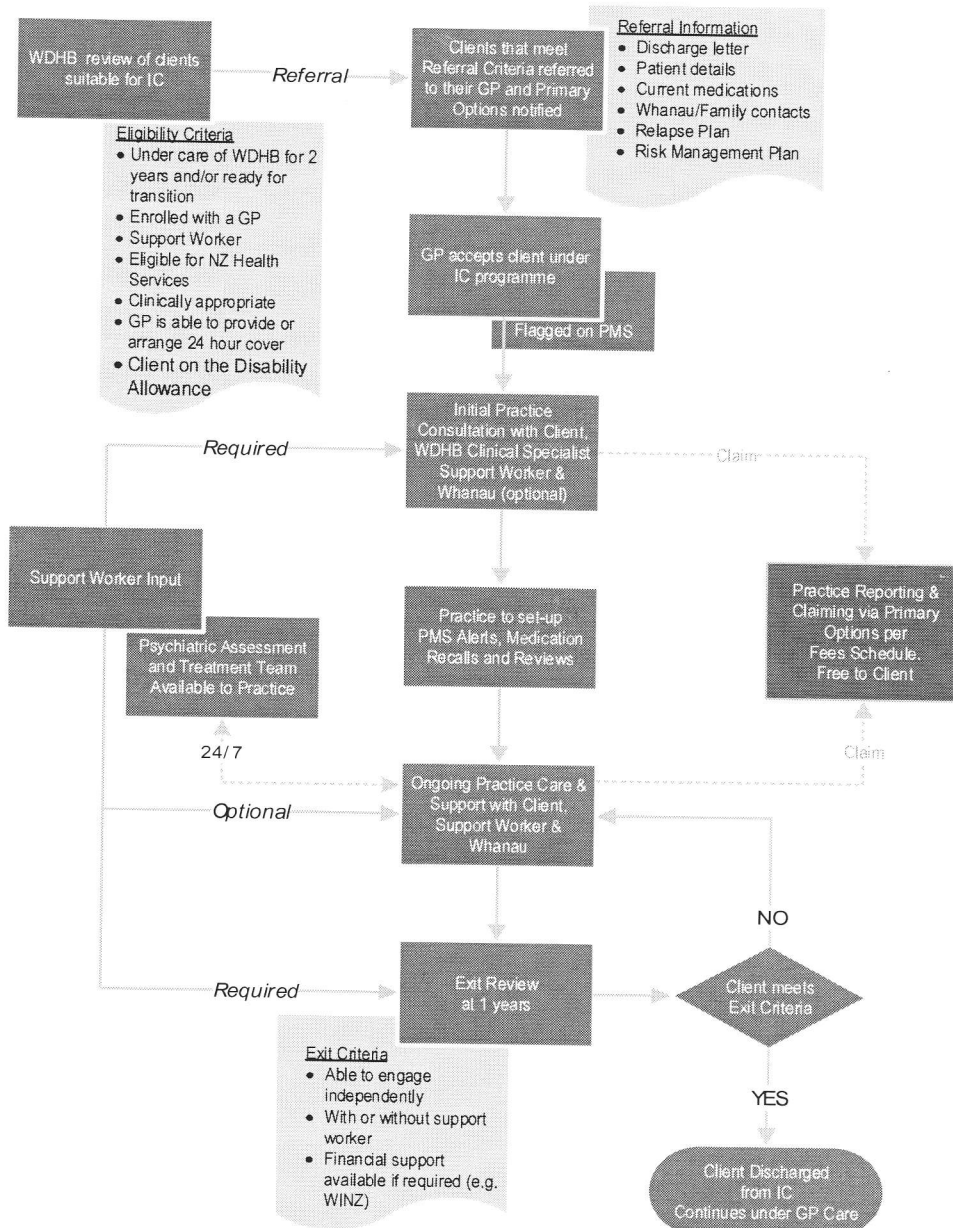 WDHB review of clients
suitable for IC
Referral
Clients that meet
Referral Criteria referred
to their GP and Primary
Options notified
Referral Information
• Discharge letter
• Patient details
• Current medications
• Whanau/Family contacts
• Relapse Plan
• Risk Management Plan
Eligibility Criteria
• Under care of WDHB for 2
years and/or ready for
transition
• Enrolled with a GP
• Support Worker
• Eligible for NZ Health
Services
• Clinically appropriate
• GP is able to provide or
arrange 24 hour cover
• Client on the Disability
Allowance
GP accepts client under
IC programme
Flagged on PMS
Required
Initial Practice
Consultation with Client,
WDHB Clinical Specialist
Support Worker &
Whanau (optional)
Claim
Support Worker Input
Psychiatric Assessment
and Treatment Team
Available to Practice
Practice to set-up
PMS Alerts, Medication
Recalls and Reviews
Practice Reporting &
Claiming via Primary
Options per
Fees Schedule.
Free to Client
24/7
Optional
Ongoing Practice Care &
Support with Client,
Support Worker &
Whanau
Claim
NO
Required
Exit Review
at 1 years
Client meets
Exit Criteria
Exit Criteria
• Able to engage
independently
• With or without support
worker
• Financial support
available if required (e.g.
WINZ)
YES
Client Discharged
from IC
Continues under GP Care